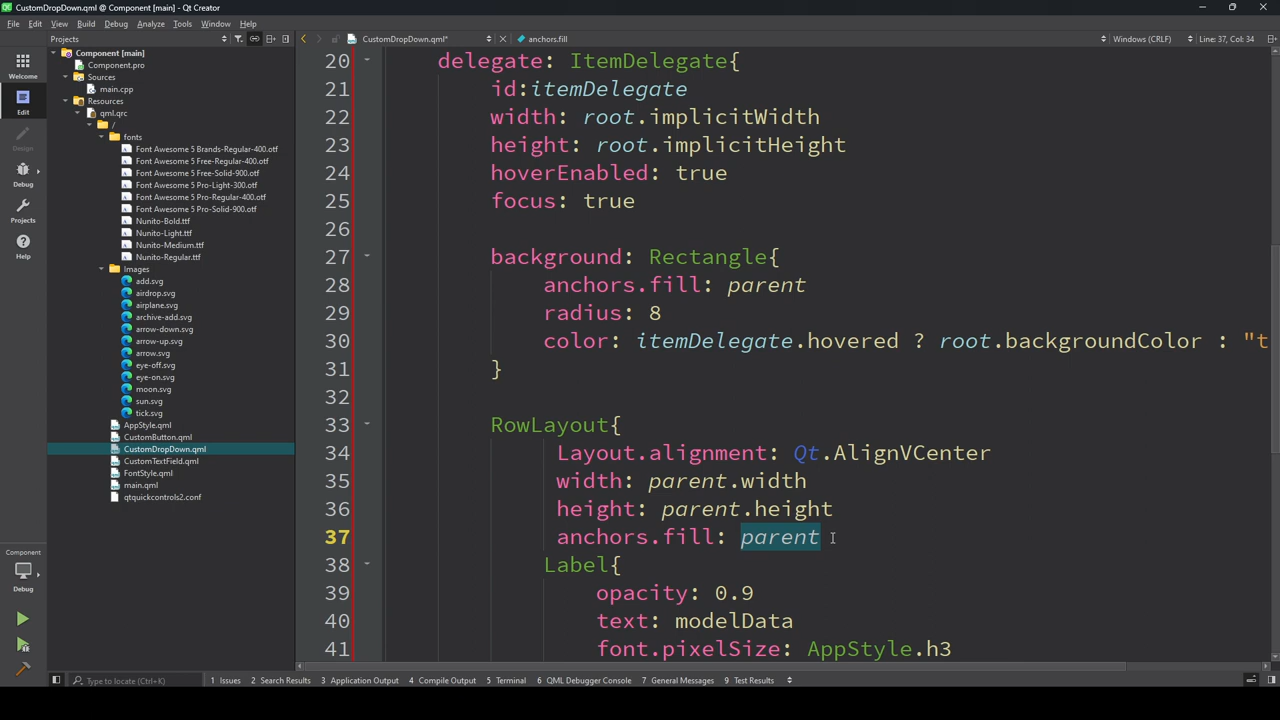 CustomDropDown.qml @ Component [main] - Qt Creator
File Edit View Build Debug Analyze Tools Window Help
Projects
CustomDropDown.qml*
anchors.fill
Windows (CRLF)
Line: 37, Col: 34
Welcome
Edit
Design
Debug
Projects
Help
Component
Debug
Component [main]
Component.pro
Sources
main.cpp
Resources
qml.qrc
/
fonts
Font Awesome 5 Brands-Regular-400.otf
Font Awesome 5 Free-Regular-400.otf
Font Awesome 5 Free-Solid-900.otf
Font Awesome 5 Pro-Light-300.otf
Font Awesome 5 Pro-Regular-400.otf
Font Awesome 5 Pro-Solid-900.otf
Nunito-Bold.ttf
Nunito-Light.ttf
Nunito-Medium.ttf
Nunito-Regular.ttf
Images
add.svg
airdrop.svg
airplane.svg
archive-add.svg
arrow-down.svg
arrow-up.svg
arrow.svg
eye-off.svg
eye-on.svg
moon.svg
sun.svg
tick.svg
AppStyle.qml
CustomButton.qml
CustomDropDown.qml
CustomTextField.qml
FontStyle.qml
main.qml
qtquickcontrols2.conf
20 delegate: ItemDelegate{
21 id:itemDelegate
22 width: root.implicitWidth
23 height: root.implicitHeight
24 hoverEnabled: true
25 focus: true
26
27 background: Rectangle{
28 anchors.fill: parent
29 radius: 8
30 color: itemDelegate.hovered ? root.backgroundColor : "t
31 }
32
33 RowLayout{
34 Layout.alignment: Qt.AlignVCenter
35 width: parent.width
36 height: parent.height
37 anchors.fill: parent
38 Label{
39 opacity: 0.9
40 text: modelData
41 font.pixelSize: AppStyle.h3
Type to locate (Ctrl+K)
1 Issues 2 Search Results 3 Application Output 4 Compile Output 5 Terminal 6 QML Debugger Console 7 General Messages 9 Test Results